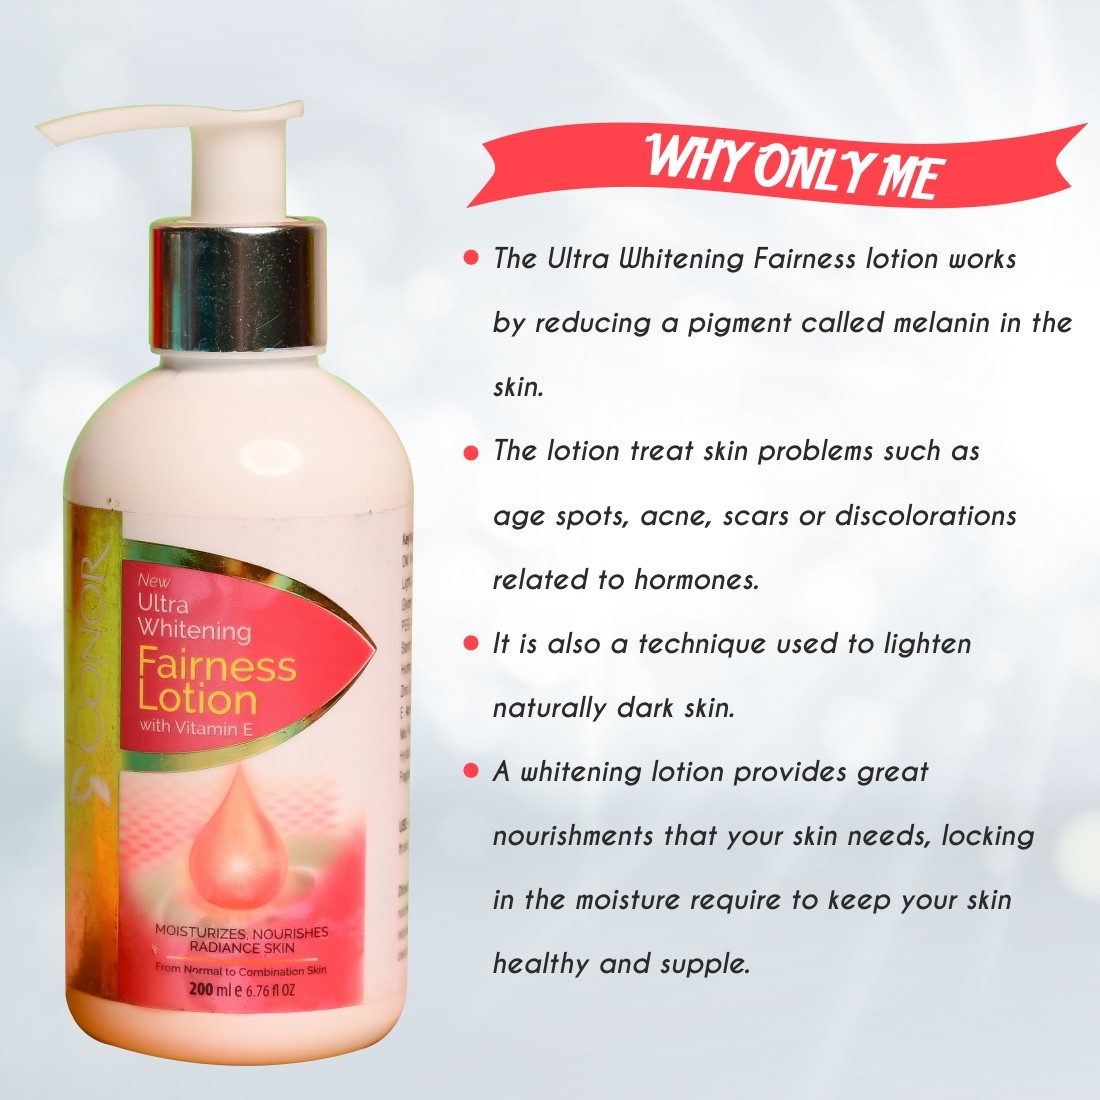 WHY ONLY ME
The Ultra Whitening Fairness lotion works
by reducing a pigment called melanin in the
skin.
The lotion treat skin problems such as
age spots, acne, scars or discolorations
related to hormones.
It is also a technique used to lighten
naturally dark skin.
A whitening lotion provides great
nourishments that your skin needs, locking
in the moisture require to keep your skin
healthy and supple.
CONOR
New
Ultra
Whitening
Fairness
Lotion
with Vitamin E
MOISTURIZES, NOURISHES
RADIANCE SKIN
From Normal to Combination Skin
200 ml e 6.76 fl OZ